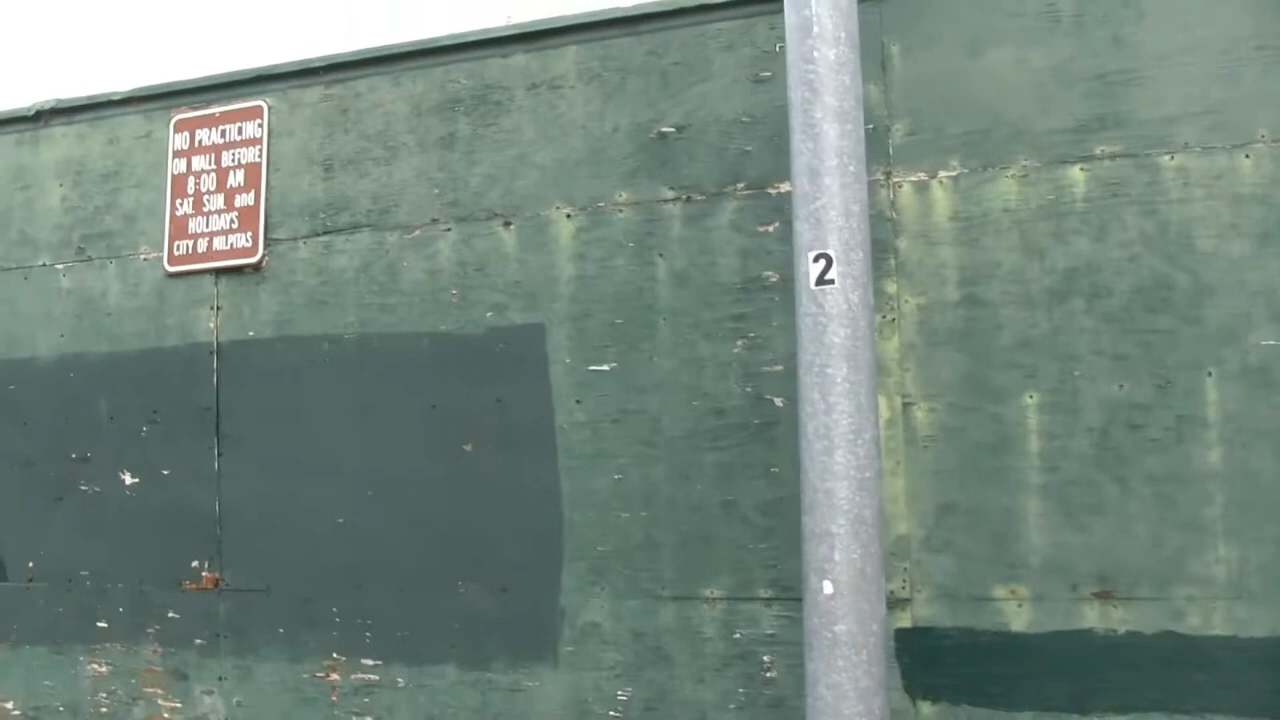 NO PRACTICING
ON WALL BEFORE
8:00 AM
SAT. SUN. and
HOLIDAYS
CITY OF MILPITAS
2